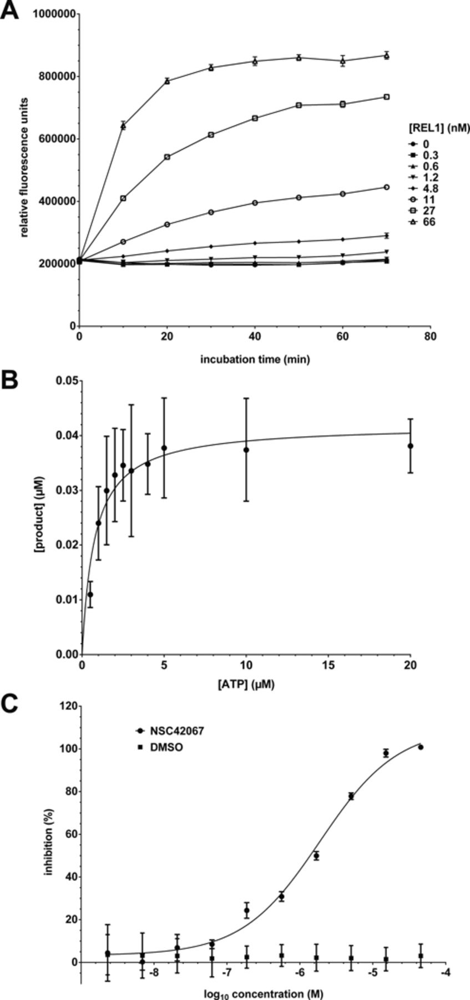 A
1000000
800000
600000
400000
200000
0
relative fluorescence units
0 20 40 60 80
incubation time (min)
[REL1] (nM)
0
0.3
0.6
1.2
4.8
11
27
66
B
0.05
0.04
0.03
0.02
0.01
0.00
[product] (µM)
0 5 10 15 20
[ATP] (µM)
C
120
100
80
60
40
20
0
inhibition (%)
NSC42067
DMSO
-8 -7 -6 -5 -4
log10 concentration (M)